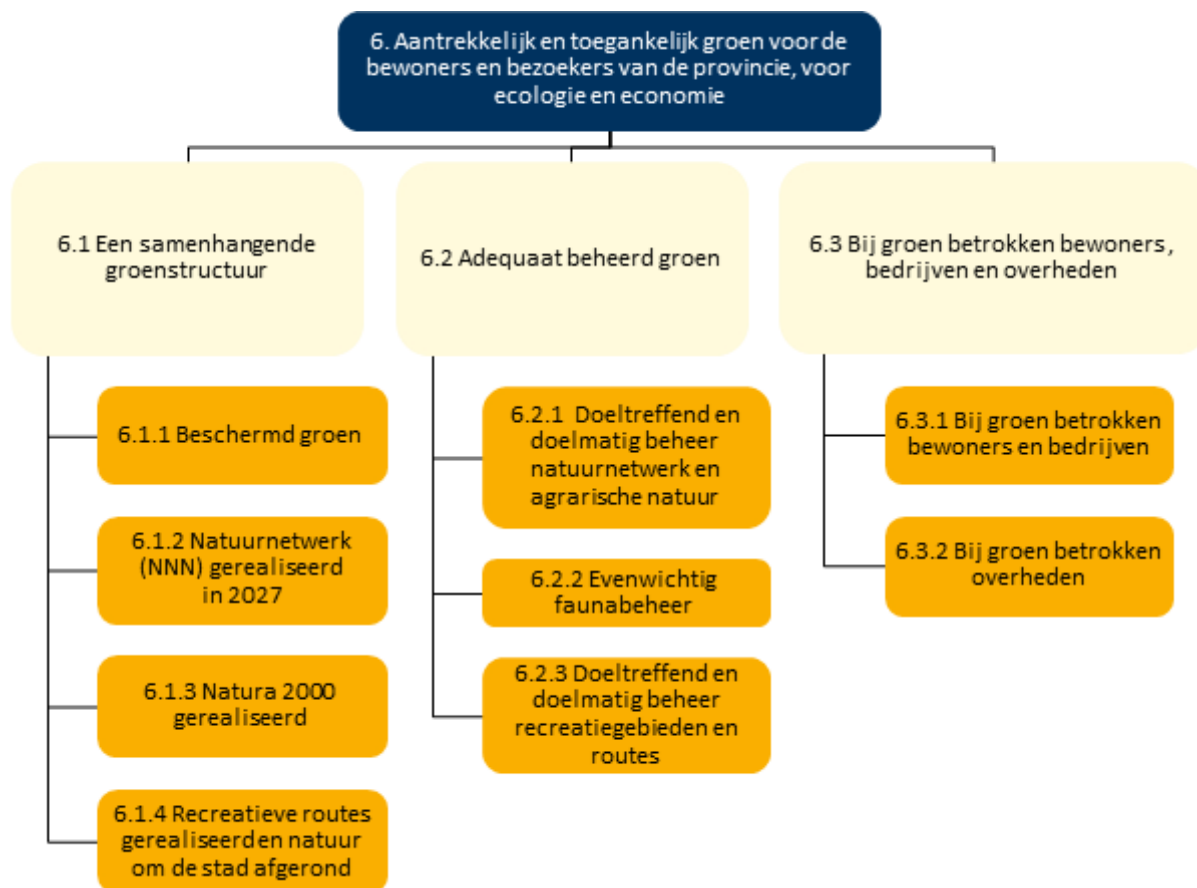 6. Aantrekkelijk en toegankelijk groen voor de
bewoners en bezoekers van de provincie, voor
ecologie en economie
6.1 Een samenhangende
groenstructuur
6.1.1 Beschermd groen
6.1.2 Natuurnetwerk
(NNN) gerealiseerd
in 2027
6.1.3 Natura 2000
gerealiseerd
6.1.4 Recreatieve routes
gerealiseerd en natuur
om de stad afgerond
6.2 Adequaat beheerd groen
6.2.1 Doeltreffend en
doelmatig beheer
natuurnetwerk en
agrarische natuur
6.2.2 Evenwichtig
faunabeheer
6.2.3 Doeltreffend en
doelmatig beheer
recreatiegebieden en
routes
6.3 Bij groen betrokken bewoners,
bedrijven en overheden
6.3.1 Bij groen betrokken
bewoners en bedrijven
6.3.2 Bij groen betrokken
overheden